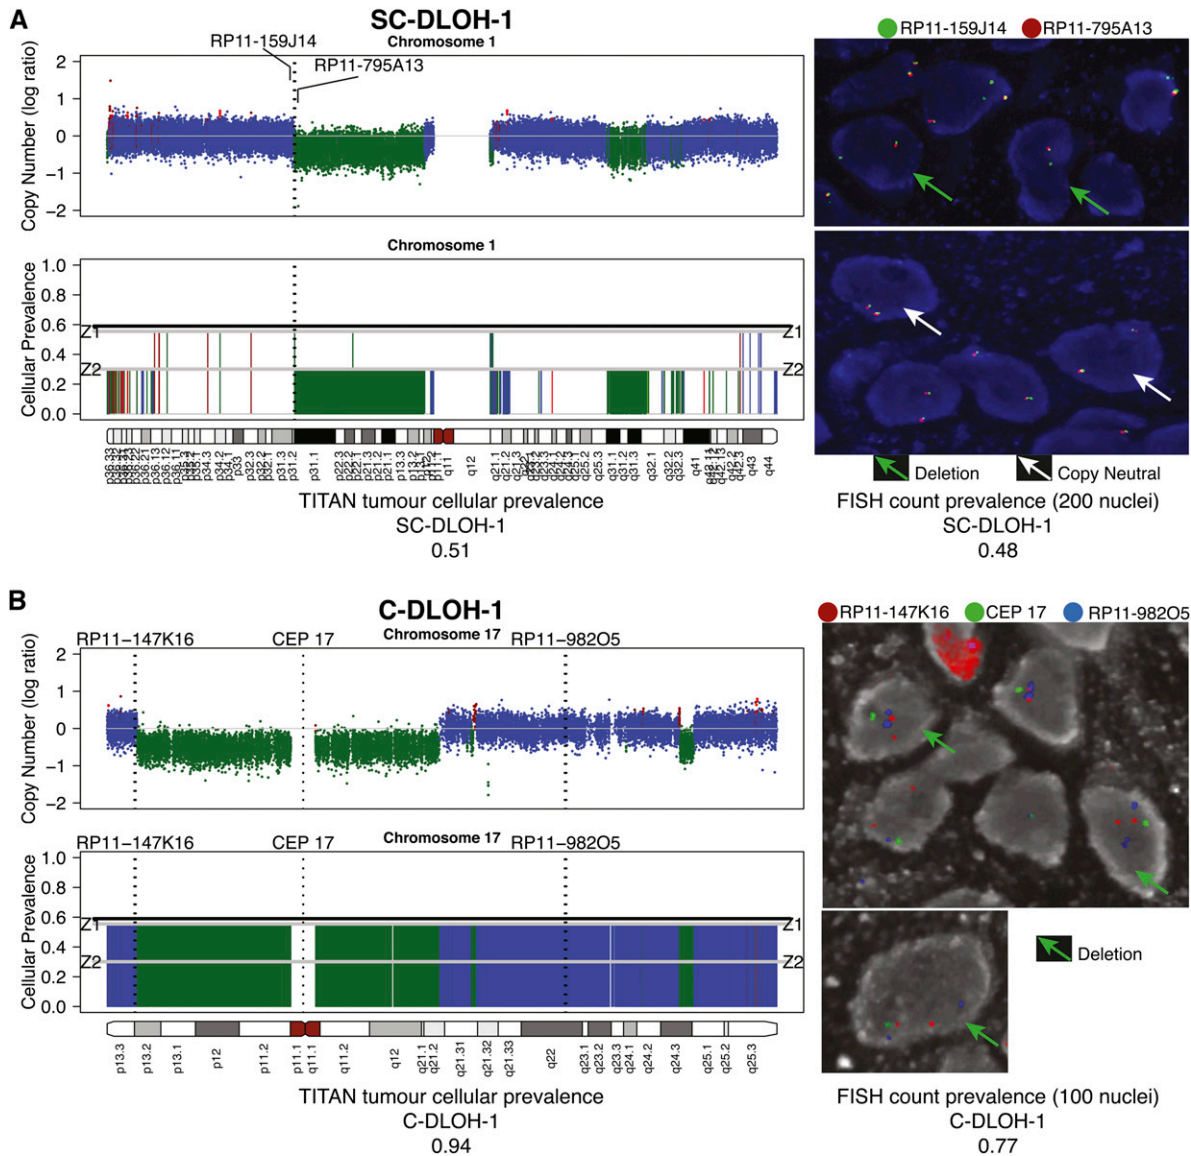 A
SC-DLOH-1
Chromosome 1
RP11-159J14
RP11-795A13
Copy Number (log ratio)
2
1
0
−1
−2
RP11-159J14 RP11-795A13
Chromosome 1
Cellular Prevalence
1.0
0.8
0.6
0.4
0.2
0.0
Z1 Z1
Z2 Z2
p31.1
q11
q12
q41
q43
q44
Deletion Copy Neutral
TITAN tumour cellular prevalence
SC-DLOH-1
0.51
FISH count prevalence (200 nuclei)
SC-DLOH-1
0.48
B
C-DLOH-1
RP11−147K16 CEP 17 Chromosome 17 RP11−982O5
Copy Number (log ratio)
2
1
0
−1
−2
RP11-147K16 CEP 17 RP11-982O5
RP11−147K16 CEP 17 Chromosome 17 RP11−982O5
Cellular Prevalence
1.0
0.8
0.6
0.4
0.2
0.0
Z1 Z1
Z2 Z2
p13.3 p13.2 p13.1 p12 p11.2 p11.1 q11.1 q11.2 q12 q21.1 q21.2 q21.31 q21.32 q21.33 q22 q23.1 q23.2 q23.3 q24.1 q24.2 q24.3 q25.1 q25.2 q25.3
Deletion
TITAN tumour cellular prevalence
C-DLOH-1
0.94
FISH count prevalence (100 nuclei)
C-DLOH-1
0.77